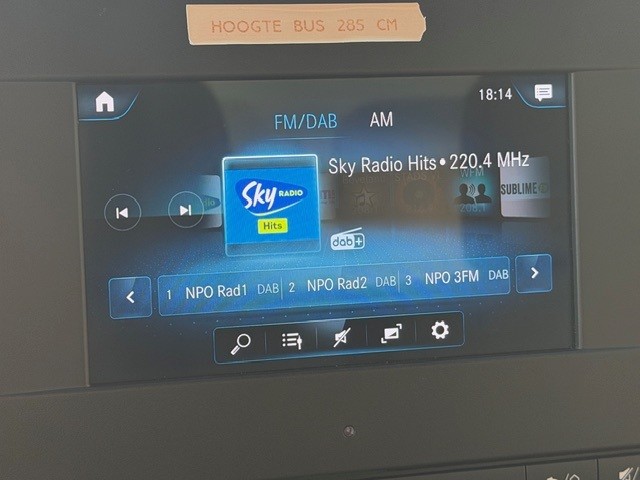 HOOGTE BUS 285 CM
18:14
FM/DAB AM
Sky Radio Hits • 220.4 MHz
Sky RADIO
Hits
SUBLIME
dab+
1 NPO Rad1 DAB 2 NPO Rad2 DAB 3 NPO 3FM DAB